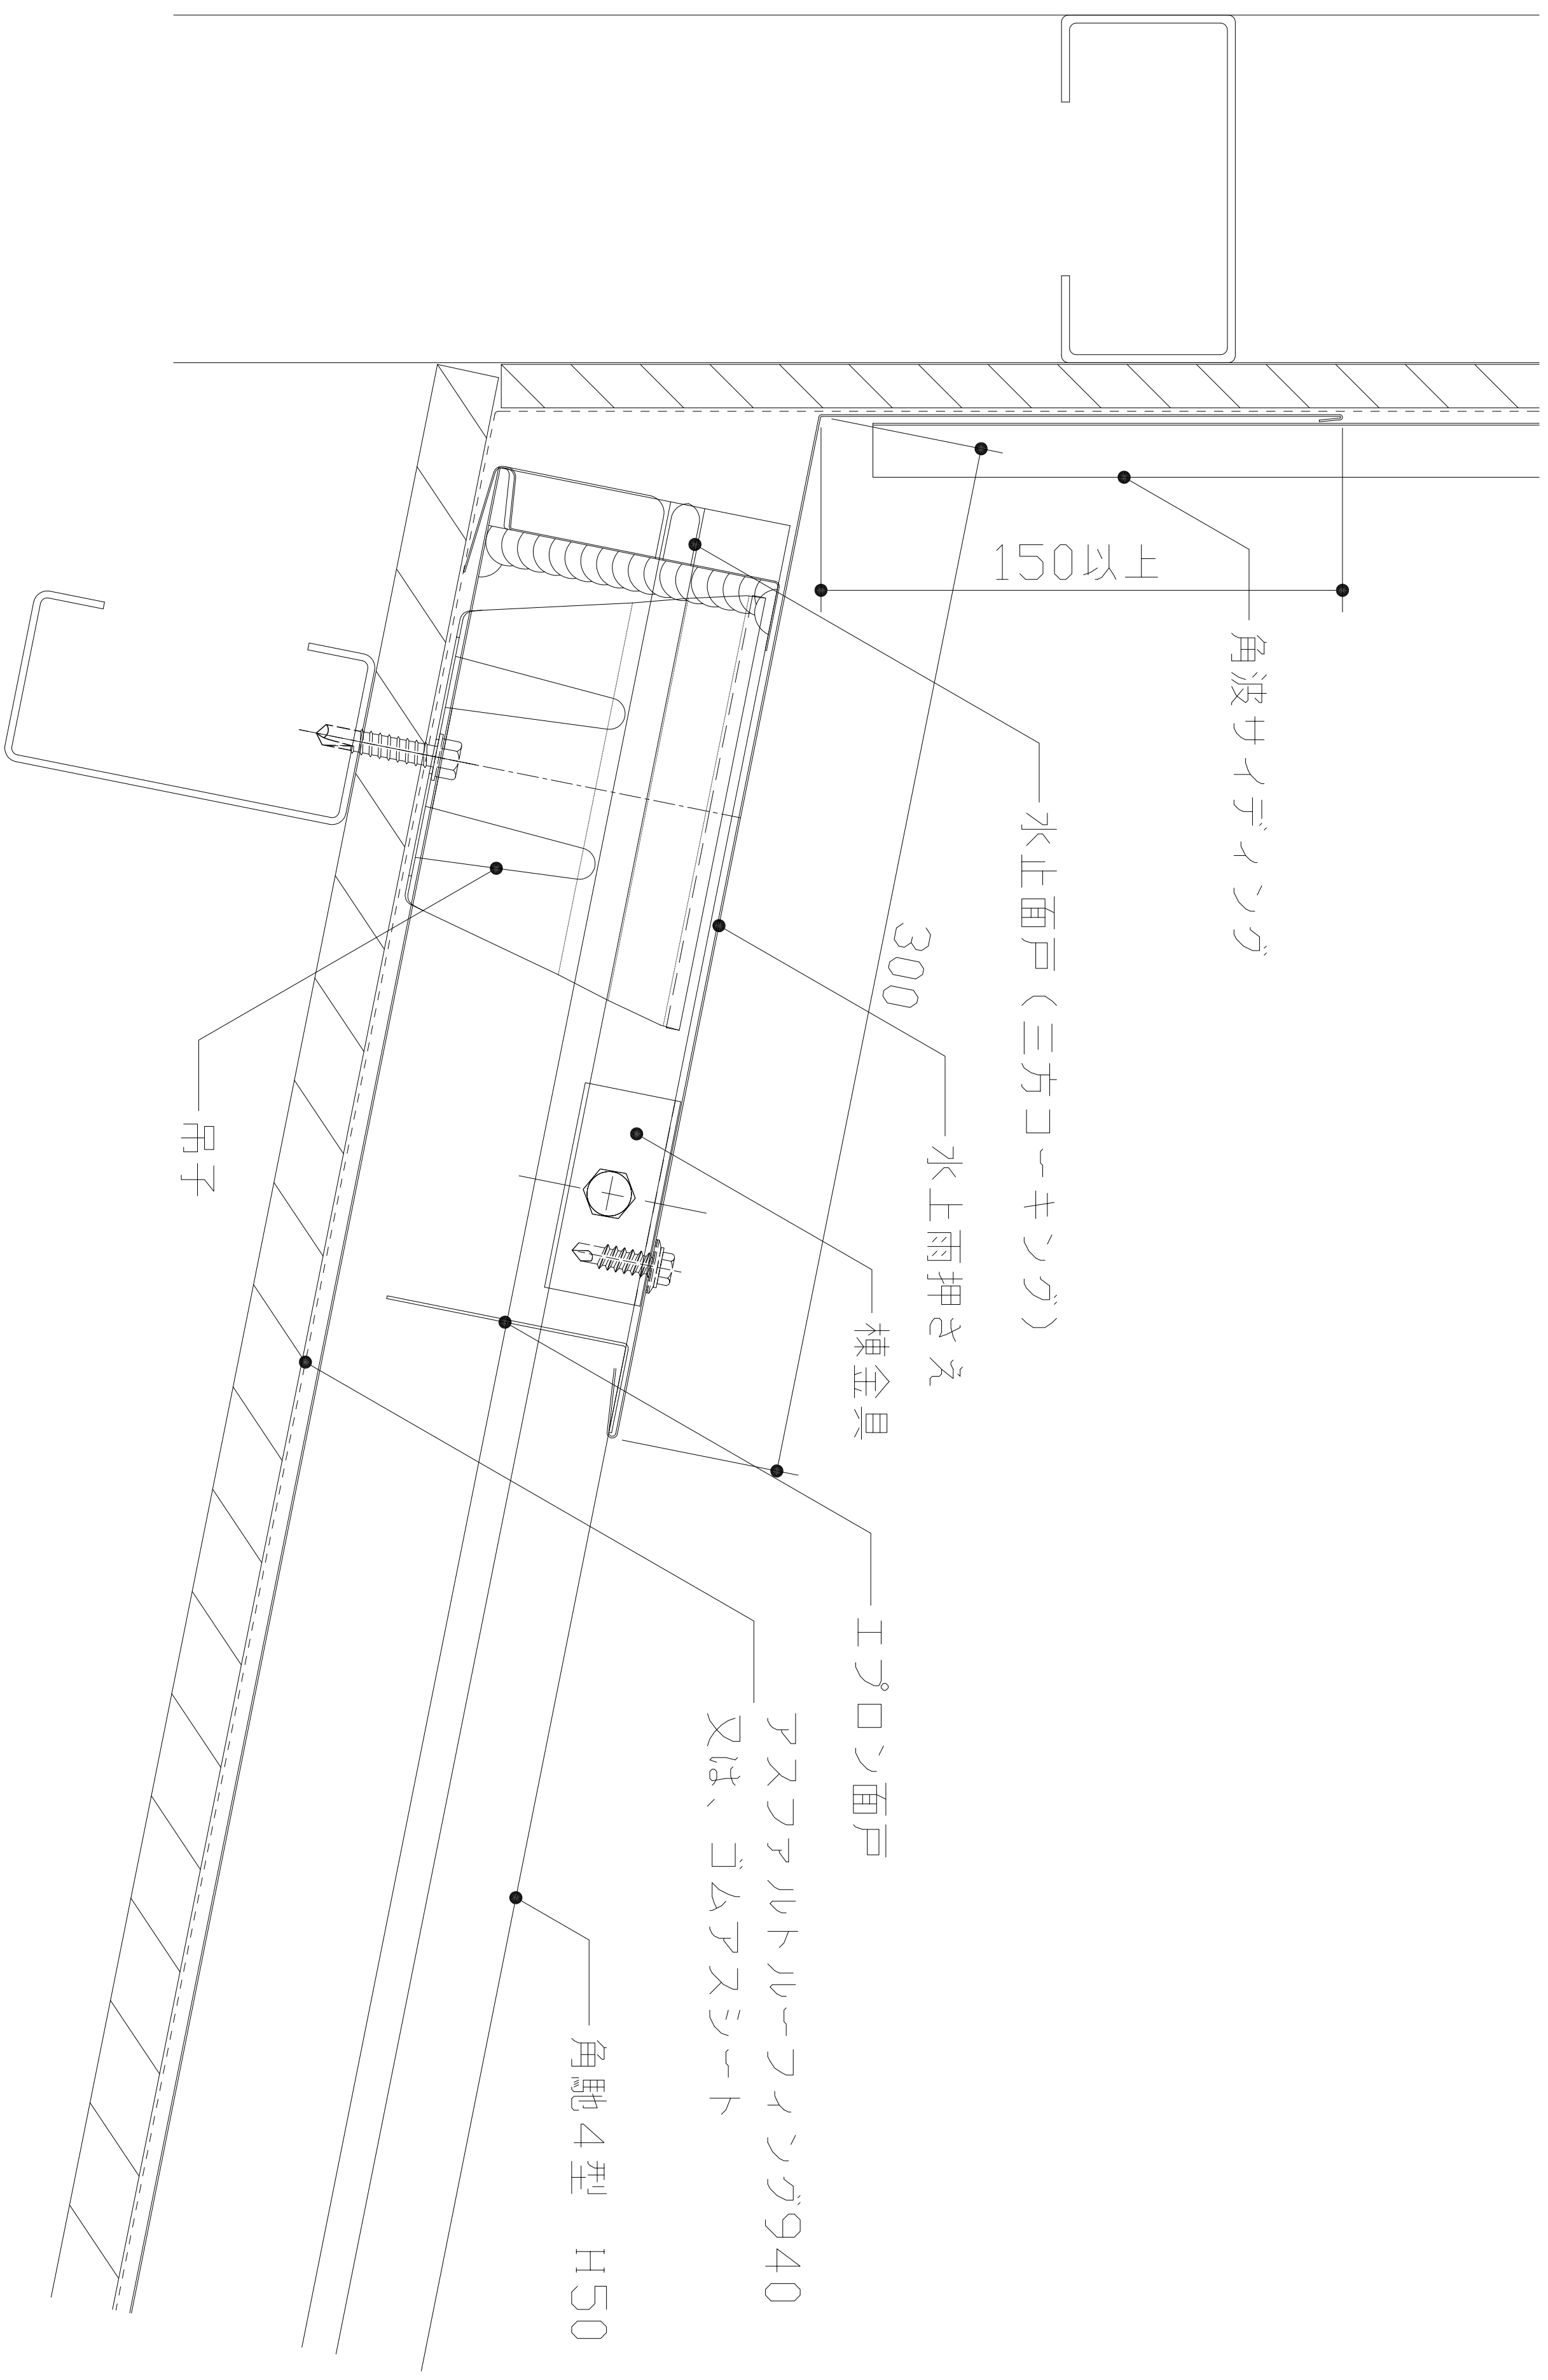 150以上
角波サイディング
水止面戸（三方コーキング）
300
水上雨押さえ
棟金具
吊子
エプロン面戸
アスファルトルーフィング940
又は、ゴムアスシート
角馳4型　H50